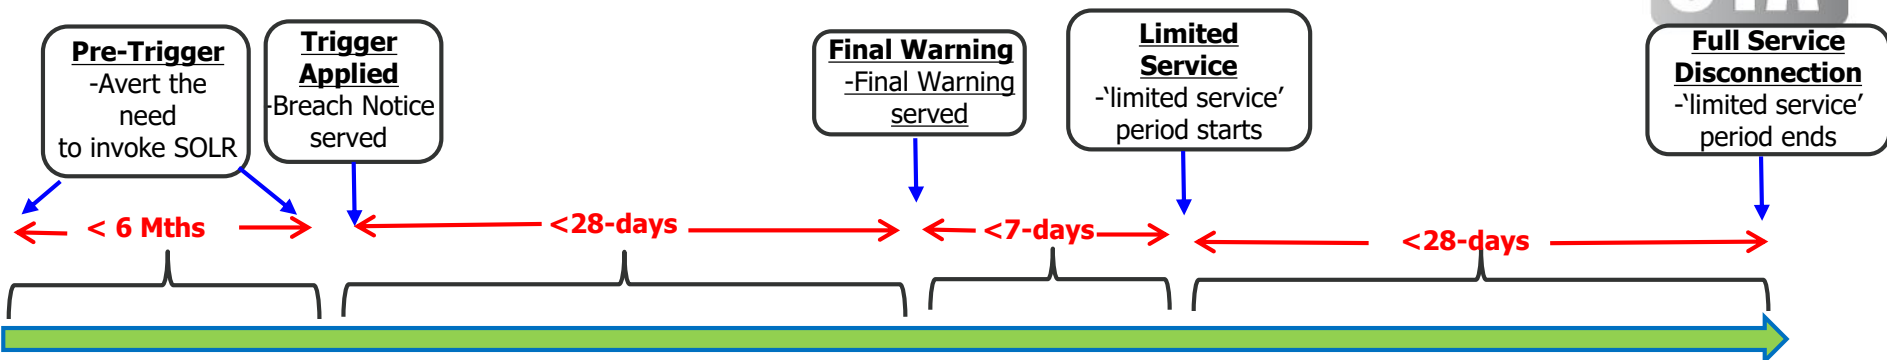 Pre-Trigger
-Avert the
need
to invoke SOLR
Trigger
Applied
-Breach Notice
served
Final Warning
-Final Warning
served
Limited
Service
-‘limited service’
period starts
Full Service
Disconnection
-‘limited service’
period ends
< 6 Mths
<28-days
<7-days
<28-days